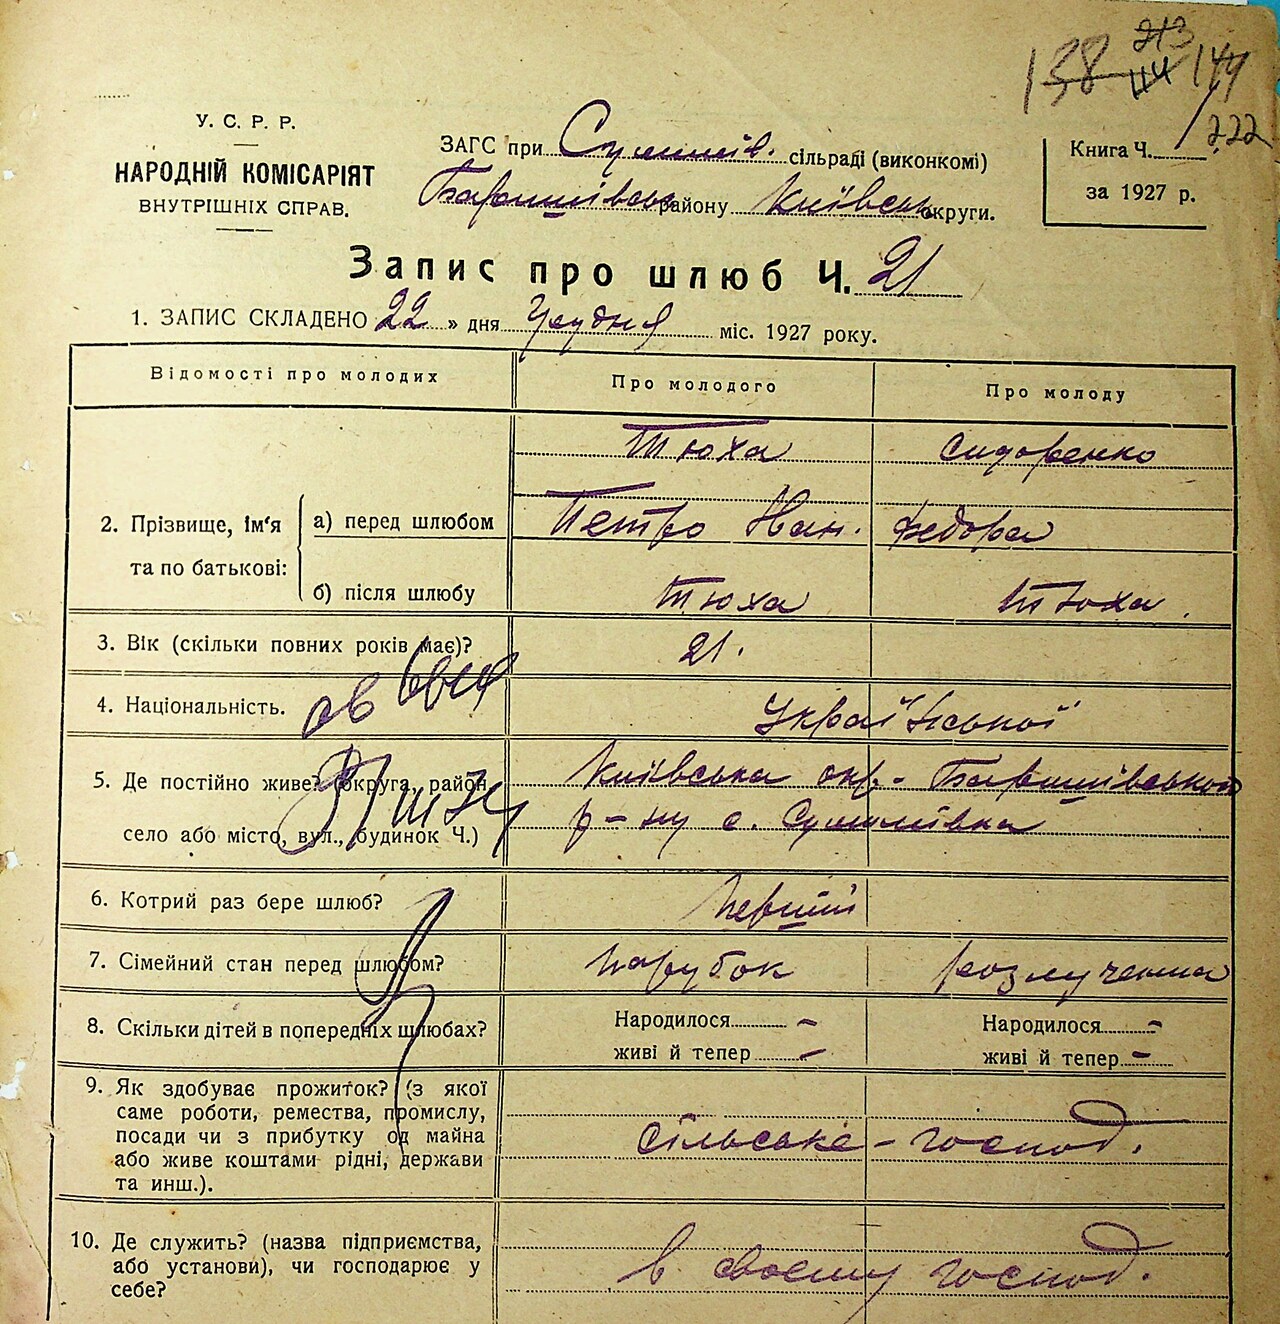 138 213 114 144
222
У. С. Р. Р.
НАРОДНІЙ КОМІСАРІЯТ
ВНУТРІШНІХ СПРАВ.
ЗАГС при Сулимів. сільраді (виконкомі)
Баришівськ району Київськ округи.
Книга Ч.
за 1927 р.
Запис про шлюб Ч. 21
1. ЗАПИС СКЛАДЕНО 22 » дня Грудня міс. 1927 року.
Відомості про молодих Про молодого Про молоду
Тюха Сидоренко
2. Прізвище, ім'я а) перед шлюбом Петро Іван. Федора
та по батькові:
б) після шлюбу Тюха Тюха.
3. Вік (скільки повних років має)? 21.
4. Національність. Української
5. Де постійно живе? (округа, район, Київська окр- Баришівського
село або місто, вул., будинок Ч.) р-ну с. Сулимівка
6. Котрий раз бере шлюб? Первий
7. Сімейний стан перед шлюбом? парубок розлучена
8. Скільки дітей в попередніх шлюбах? Народилося - Народилося -
живі й тепер - живі й тепер -
9. Як здобуває прожиток? (з якої
саме роботи, ремества, промислу,
посади чи з прибутку од майна сільське-господ.
або живе коштами рідні, держави
та инш.).
10. Де служить? (назва підприємства,
або установи), чи господарює у в своєму господ.
себе?